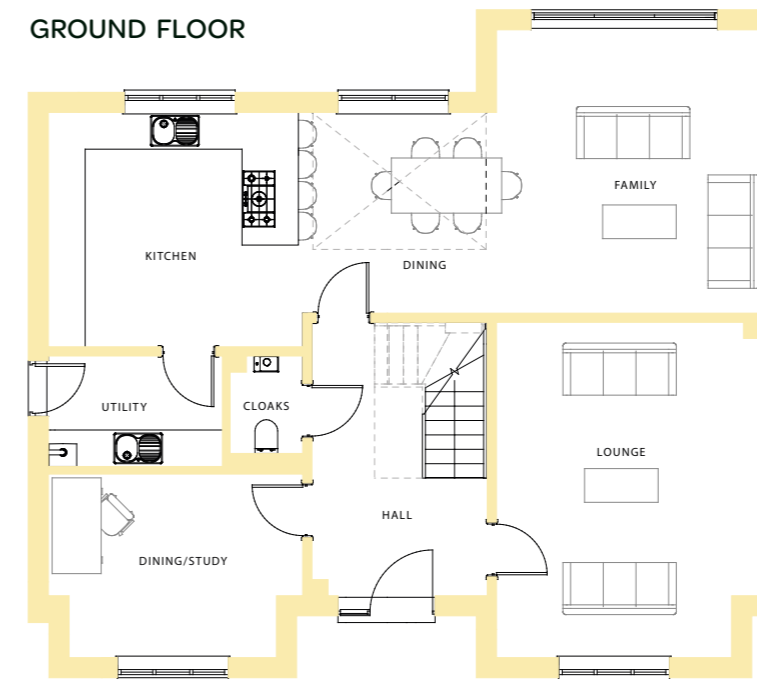 GROUND FLOOR
FAMILY
KITCHEN
DINING
UTILITY
CLOAKS
LOUNGE
HALL
DINING/STUDY